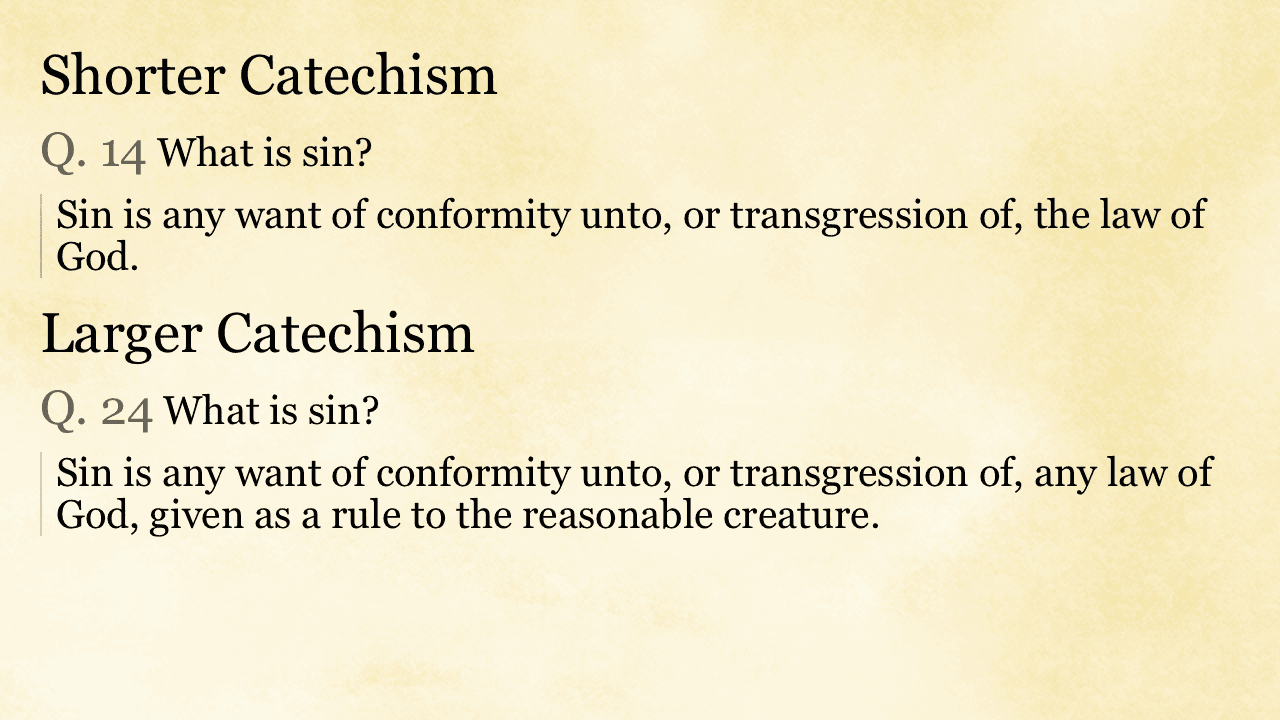 Shorter Catechism
Q. 14 What is sin?
Sin is any want of conformity unto, or transgression of, the law of
God.
Larger Catechism
Q. 24 What is sin?
Sin is any want of conformity unto, or transgression of, any law of
God, given as a rule to the reasonable creature.